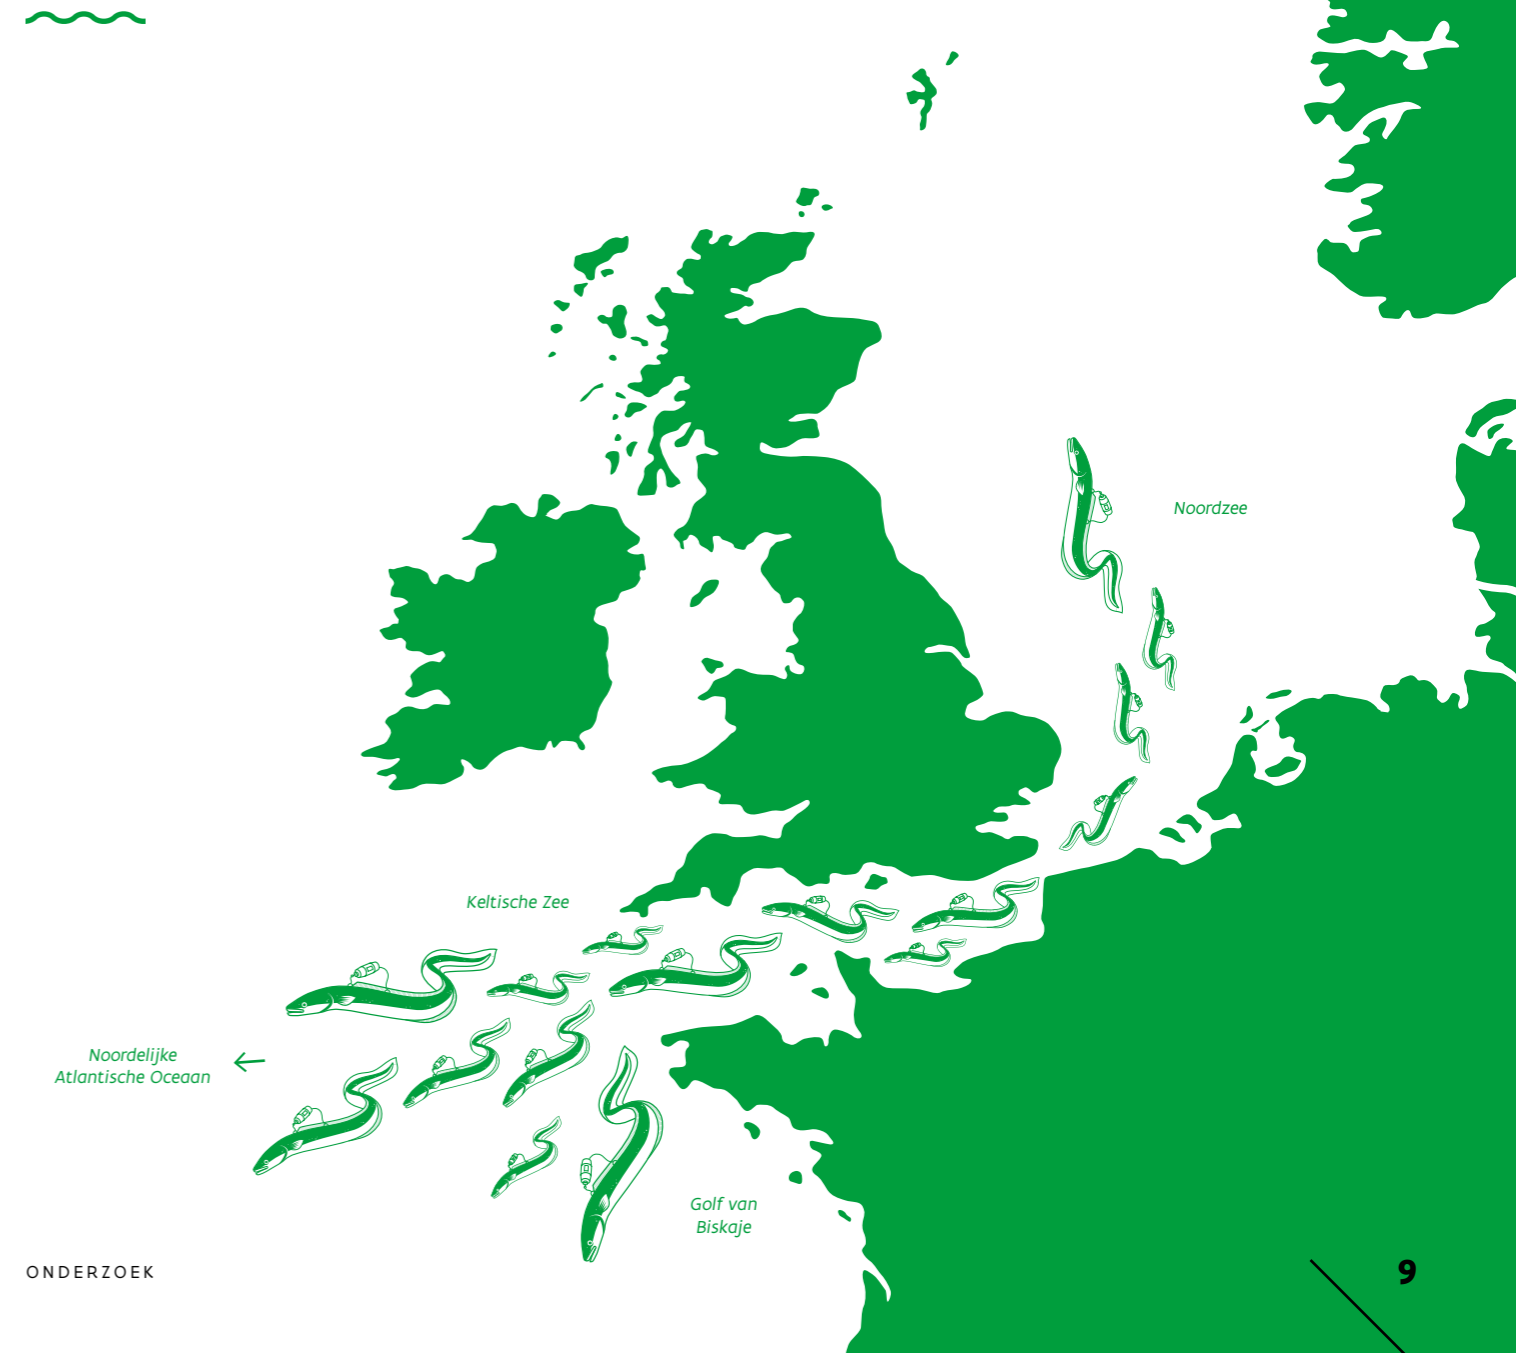 Noordzee
Keltische Zee
Noordelijke
Atlantische Oceaan
Golf van
Biskaje
ONDERZOEK
9